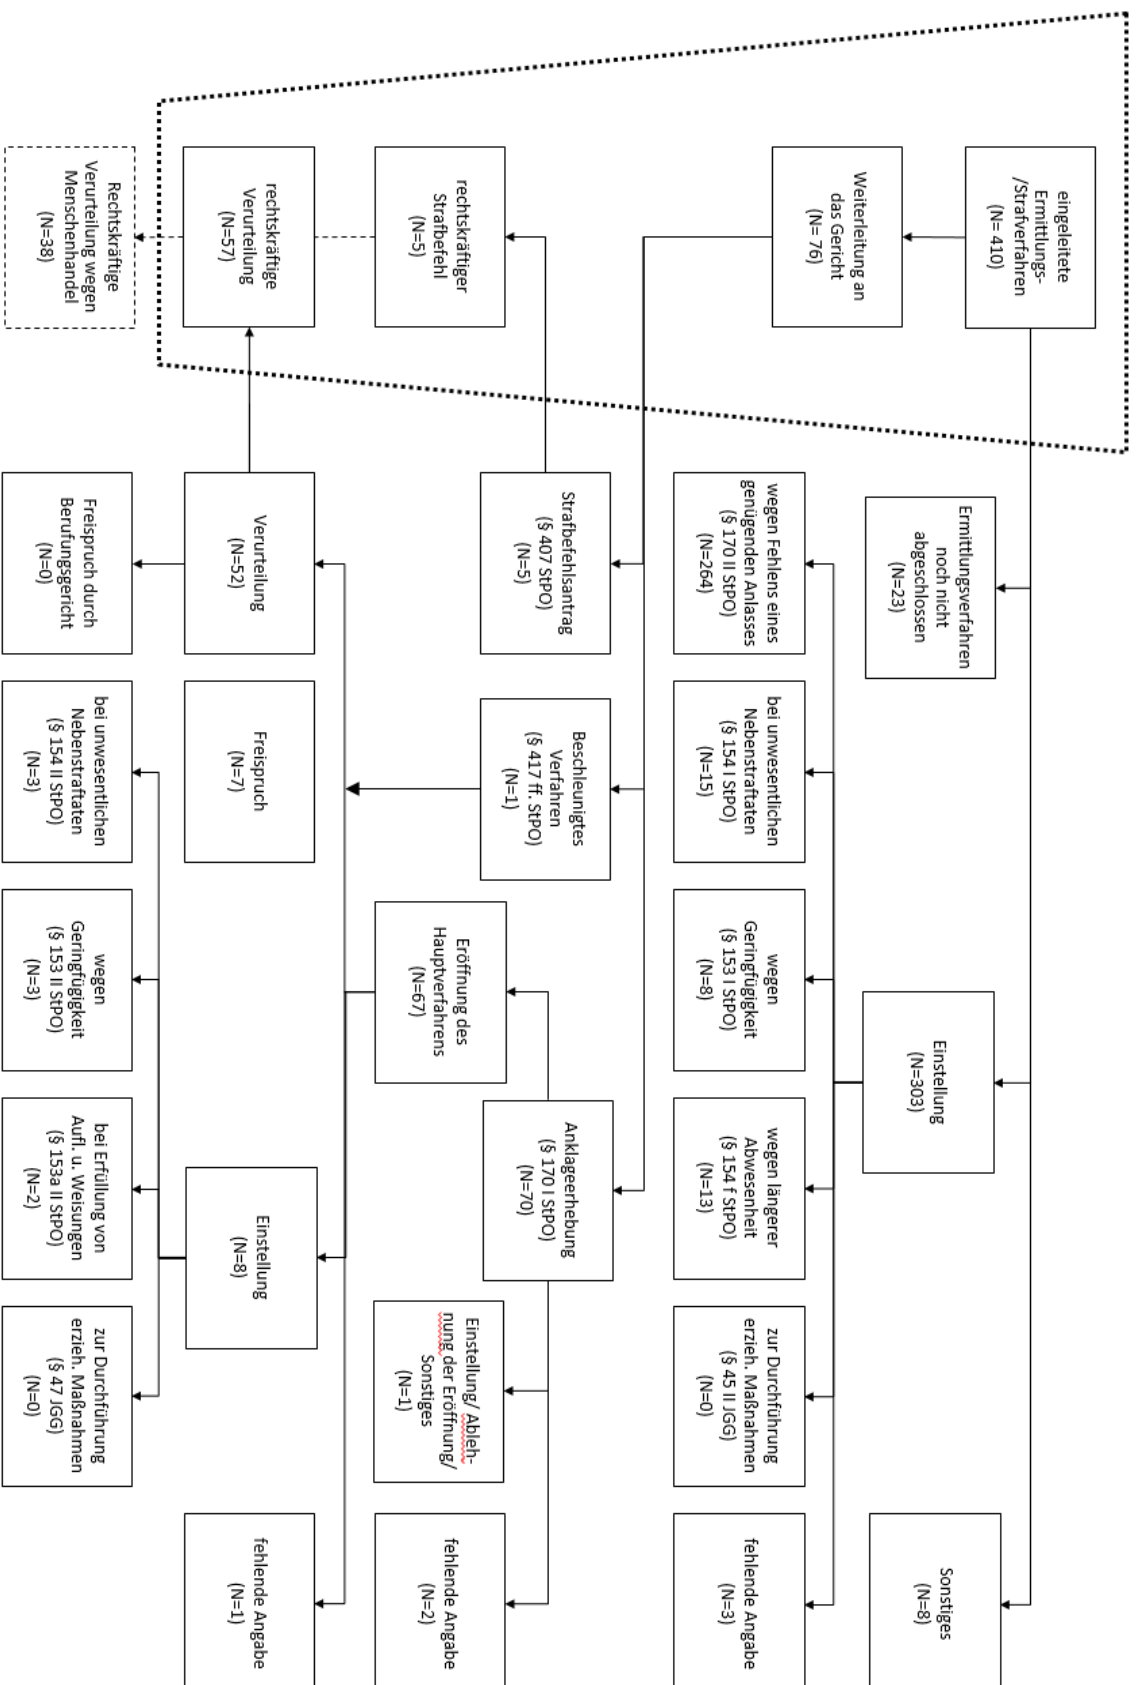 eingeleitete
Ermittlungs-
/Strafverfahren
(N= 410)
Ermittlungsverfahren
noch nicht
abgeschlossen
(N=23)
Einstellung
(N=303)
Sonstiges
(N=8)
Weiterleitung an
das Gericht
(N= 76)
wegen Fehlens eines
genügenden Anlasses
(§ 170 II StPO)
(N=264)
bei unwesentlichen
Nebenstraftaten
(§ 154 I StPO)
(N=15)
wegen
Geringfügigkeit
(§ 153 I StPO)
(N=8)
wegen längerer
Abwesenheit
(§ 154 f StPO)
(N=13)
zur Durchführung
erzieh. Maßnahmen
(§ 45 II JGG)
(N=0)
fehlende Angabe
(N=3)
Strafbefehlsantrag
(§ 407 StPO)
(N=5)
Beschleunigtes
Verfahren
(§ 417 ff. StPO)
(N=1)
Anklageerhebung
(§ 170 I StPO)
(N=70)
rechtskräftiger
Strafbefehl
(N=5)
Eröffnung des
Hauptverfahrens
(N=67)
Einstellung/ Ableh-
nung der Eröffnung/
Sonstiges
(N=1)
fehlende Angabe
(N=2)
rechtskräftige
Verurteilung
(N=57)
Verurteilung
(N=52)
Freispruch
(N=7)
Einstellung
(N=8)
fehlende Angabe
(N=1)
Rechtskräftige
Verurteilung wegen
Menschenhandel
(N=38)
Freispruch durch
Berufungsgericht
(N=0)
bei unwesentlichen
Nebenstraftaten
(§ 154 II StPO)
(N=3)
wegen
Geringfügigkeit
(§ 153 II StPO)
(N=3)
bei Erfüllung von
Aufl. u. Weisungen
(§ 153a II StPO)
(N=2)
zur Durchführung
erzieh. Maßnahmen
(§ 47 JGG)
(N=0)